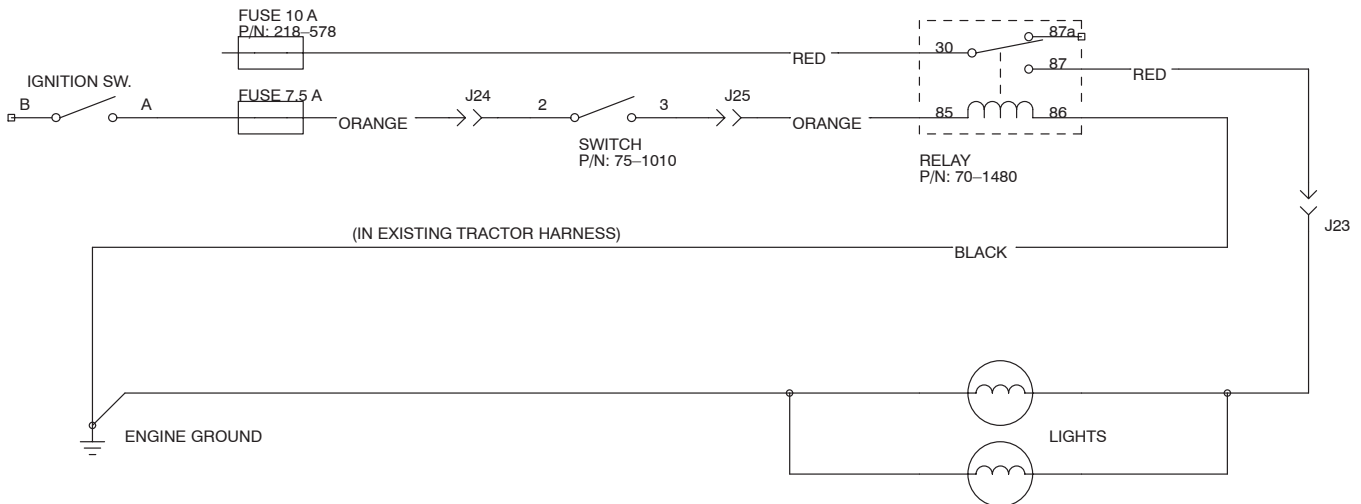 FUSE 10 A
P/N: 218–578
87a
30
RED
87
RED
IGNITION SW.
B
A
FUSE 7.5 A
ORANGE
J24
2
3
J25
ORANGE
85
86
SWITCH
P/N: 75–1010
RELAY
P/N: 70–1480
J23
(IN EXISTING TRACTOR HARNESS)
BLACK
ENGINE GROUND
LIGHTS